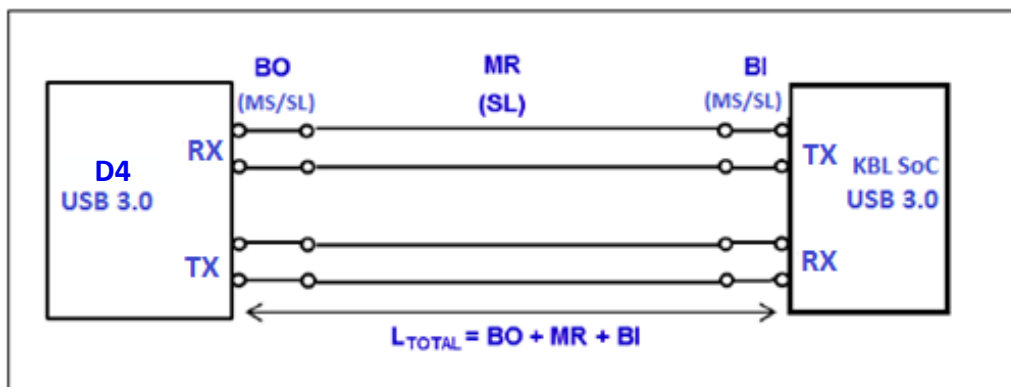 BO
(MS/SL)
MR
(SL)
BI
(MS/SL)
RX
D4
USB 3.0
TX
TX
KBL SoC
USB 3.0
RX
LTOTAL = BO + MR + BI